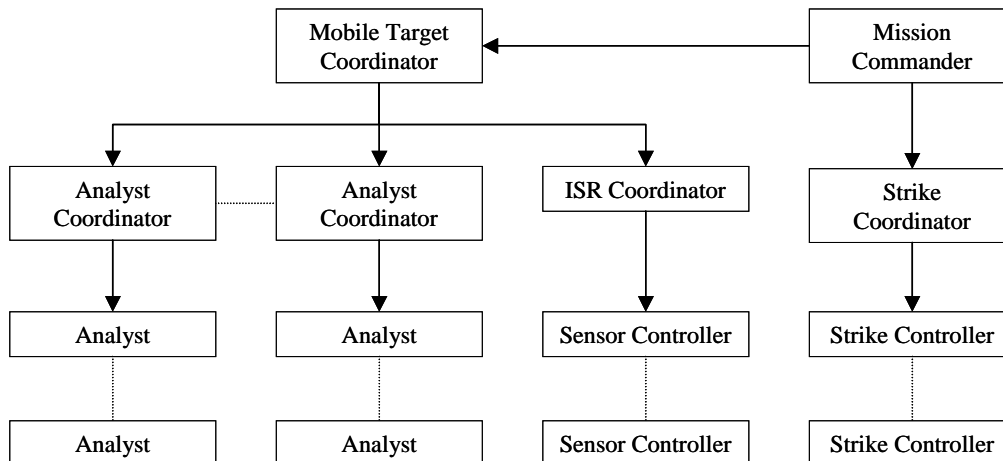 Mobile Target
Coordinator
Mission
Commander
Analyst
Coordinator
Analyst
Coordinator
ISR Coordinator
Strike
Coordinator
Analyst
Analyst
Sensor Controller
Strike Controller
Analyst
Analyst
Sensor Controller
Strike Controller